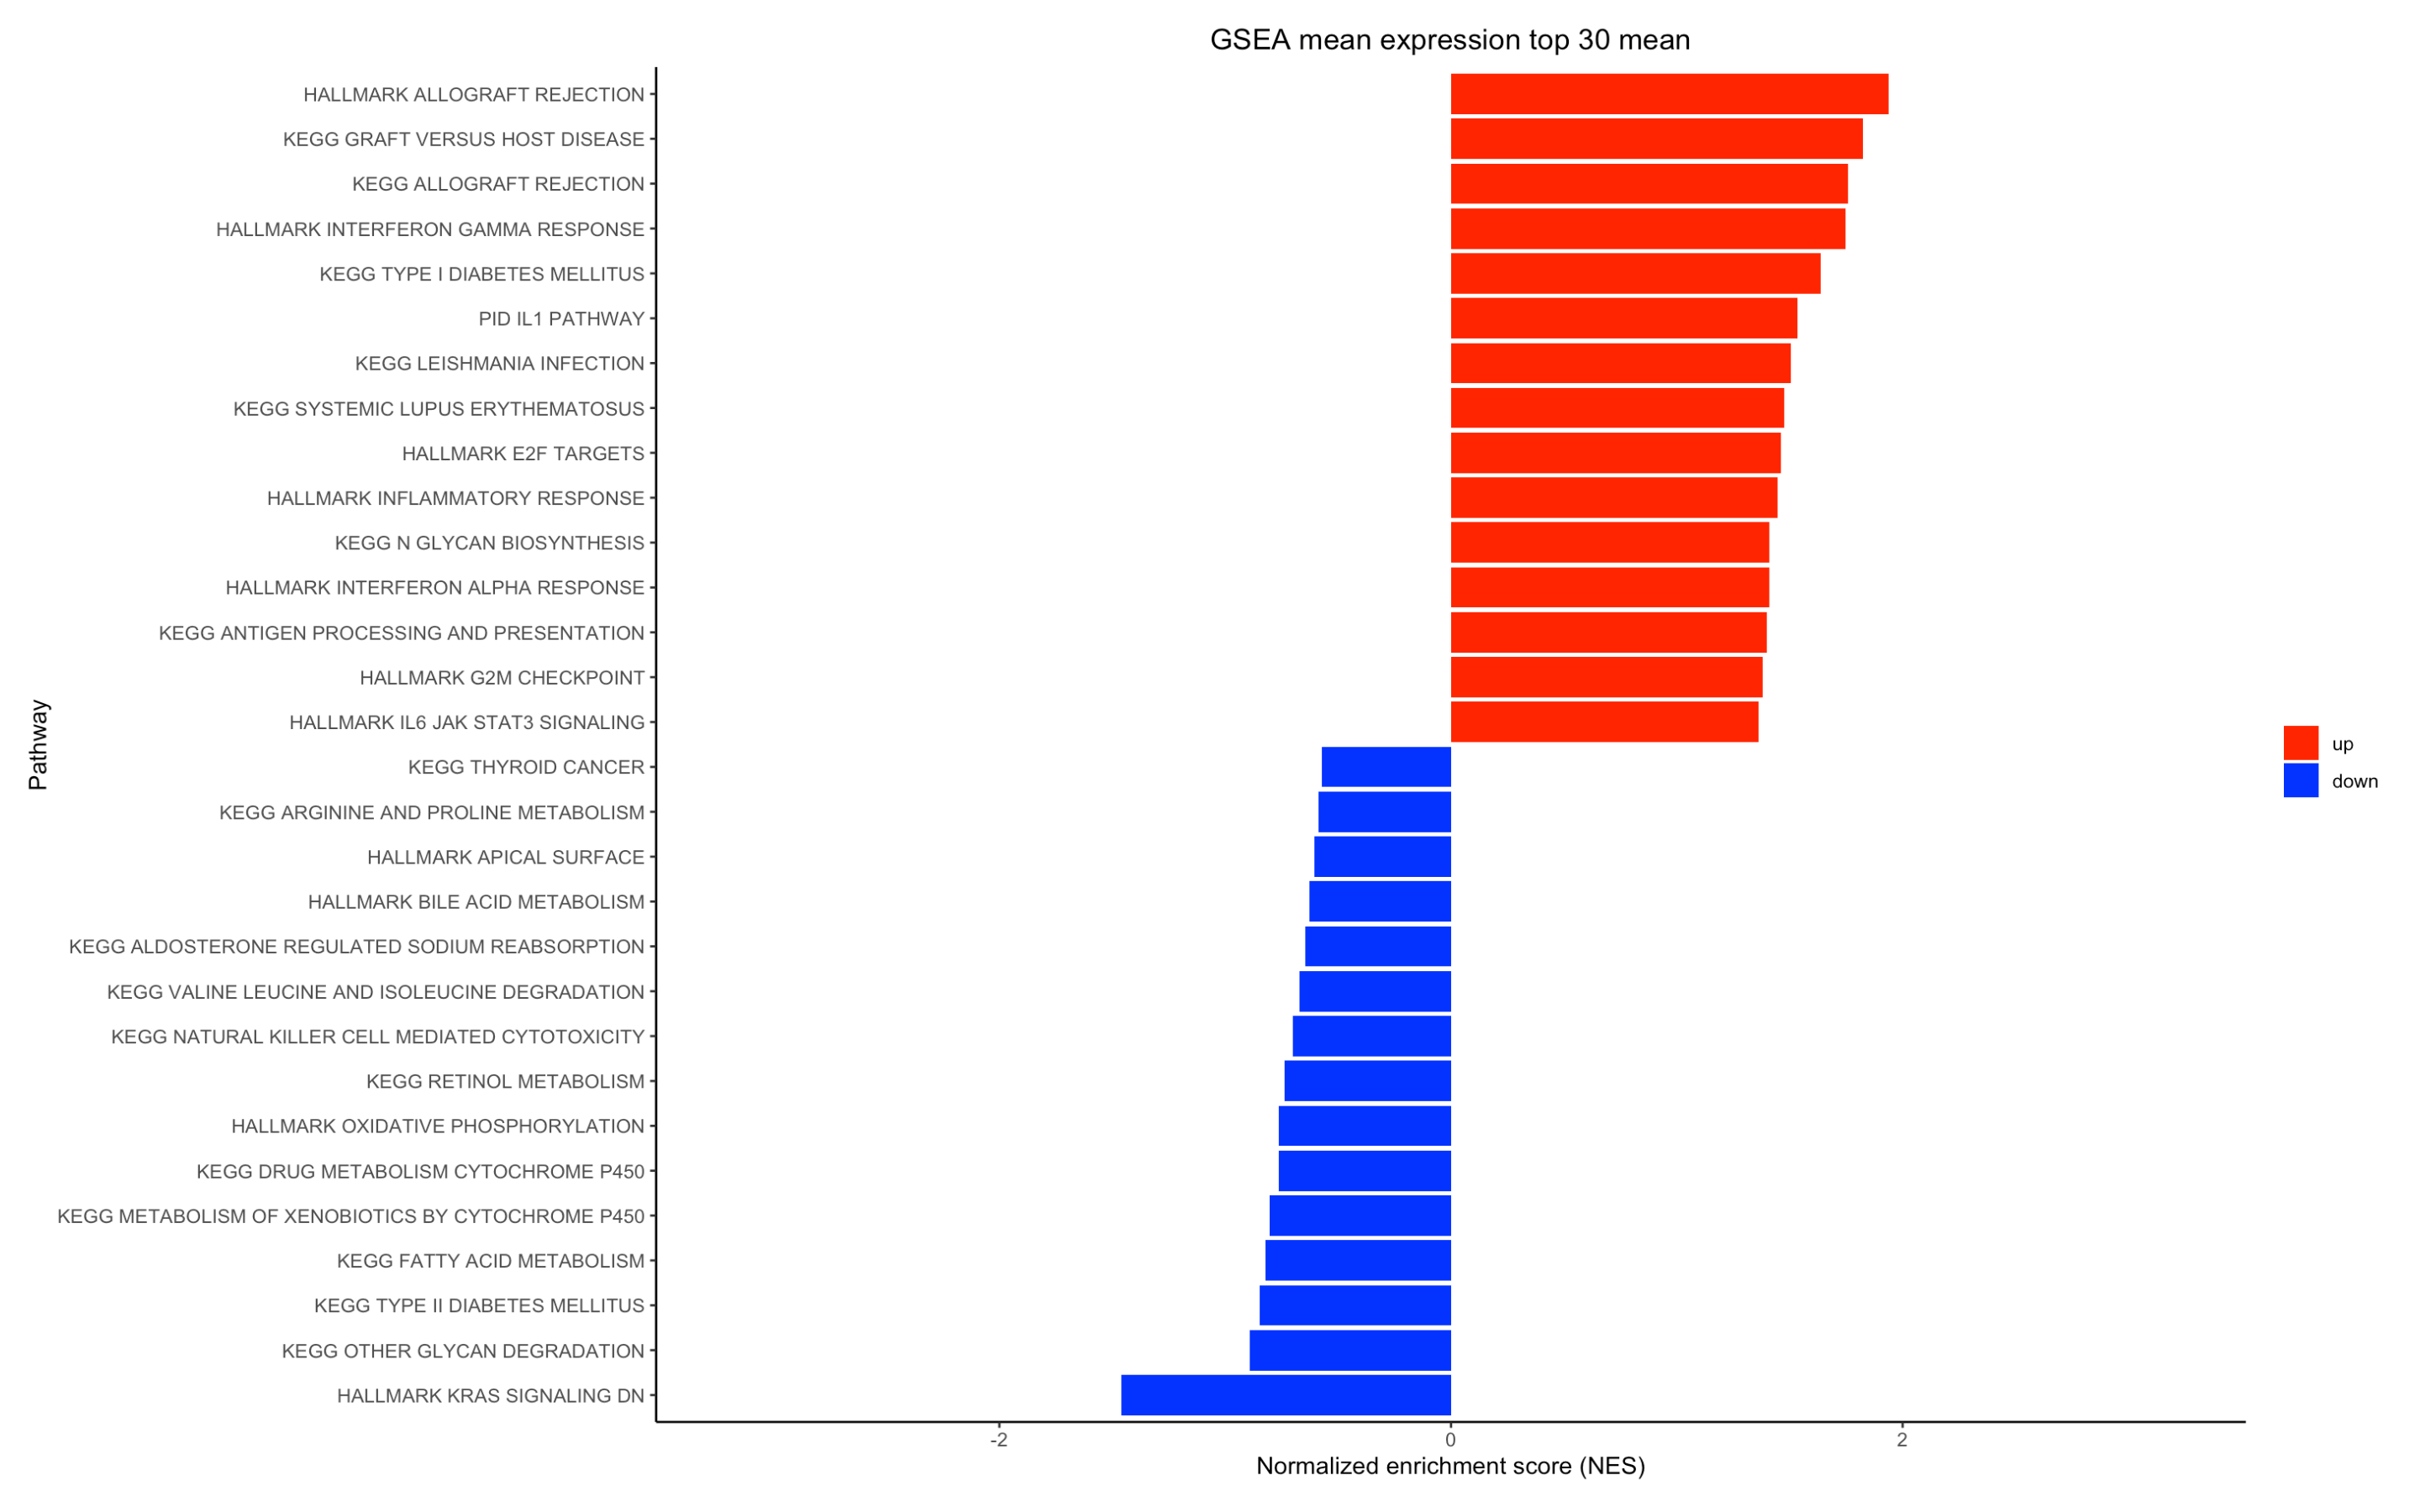 GSEA mean expression top 30 mean
HALLMARK ALLOGRAFT REJECTION
KEGG GRAFT VERSUS HOST DISEASE
KEGG ALLOGRAFT REJECTION
HALLMARK INTERFERON GAMMA RESPONSE
KEGG TYPE I DIABETES MELLITUS
PID IL1 PATHWAY
KEGG LEISHMANIA INFECTION
KEGG SYSTEMIC LUPUS ERYTHEMATOSUS
HALLMARK E2F TARGETS
HALLMARK INFLAMMATORY RESPONSE
KEGG N GLYCAN BIOSYNTHESIS
HALLMARK INTERFERON ALPHA RESPONSE
KEGG ANTIGEN PROCESSING AND PRESENTATION
HALLMARK G2M CHECKPOINT
HALLMARK IL6 JAK STAT3 SIGNALING
KEGG THYROID CANCER
KEGG ARGININE AND PROLINE METABOLISM
HALLMARK APICAL SURFACE
HALLMARK BILE ACID METABOLISM
KEGG ALDOSTERONE REGULATED SODIUM REABSORPTION
KEGG VALINE LEUCINE AND ISOLEUCINE DEGRADATION
KEGG NATURAL KILLER CELL MEDIATED CYTOTOXICITY
KEGG RETINOL METABOLISM
HALLMARK OXIDATIVE PHOSPHORYLATION
KEGG DRUG METABOLISM CYTOCHROME P450
KEGG METABOLISM OF XENOBIOTICS BY CYTOCHROME P450
KEGG FATTY ACID METABOLISM
KEGG TYPE II DIABETES MELLITUS
KEGG OTHER GLYCAN DEGRADATION
HALLMARK KRAS SIGNALING DN
Pathway
-2 0 2
Normalized enrichment score (NES)
up
down